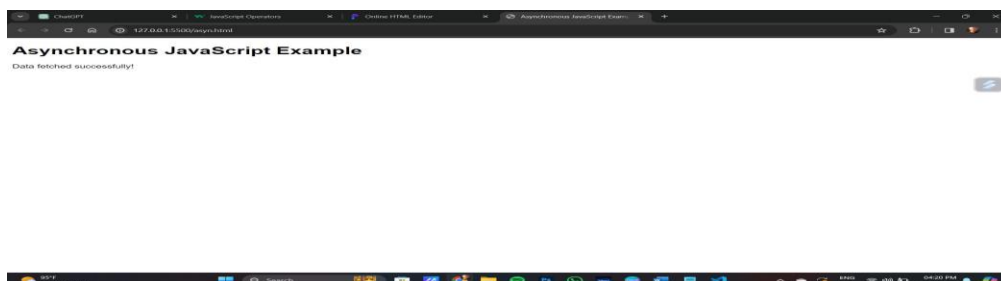 ChatGPT JavaScript Operators Online HTML Editor Asynchronous JavaScript Exam
127.0.0.1:5500/asyn.html
Asynchronous JavaScript Example
Data fetched successfully!
95°F Search ENG 04:20 PM